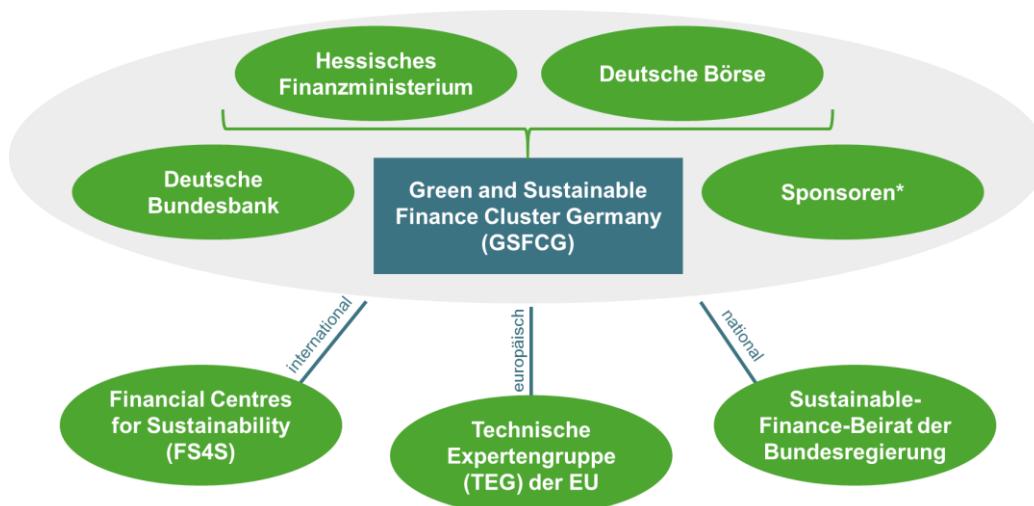 Hessisches
Finanzministerium
Deutsche Börse
Deutsche
Bundesbank
Green and Sustainable
Finance Cluster Germany
(GSFCG)
Sponsoren*
international
europäisch
national
Financial Centres
for Sustainability
(FS4S)
Technische
Expertengruppe
(TEG) der EU
Sustainable-
Finance-Beirat der
Bundesregierung